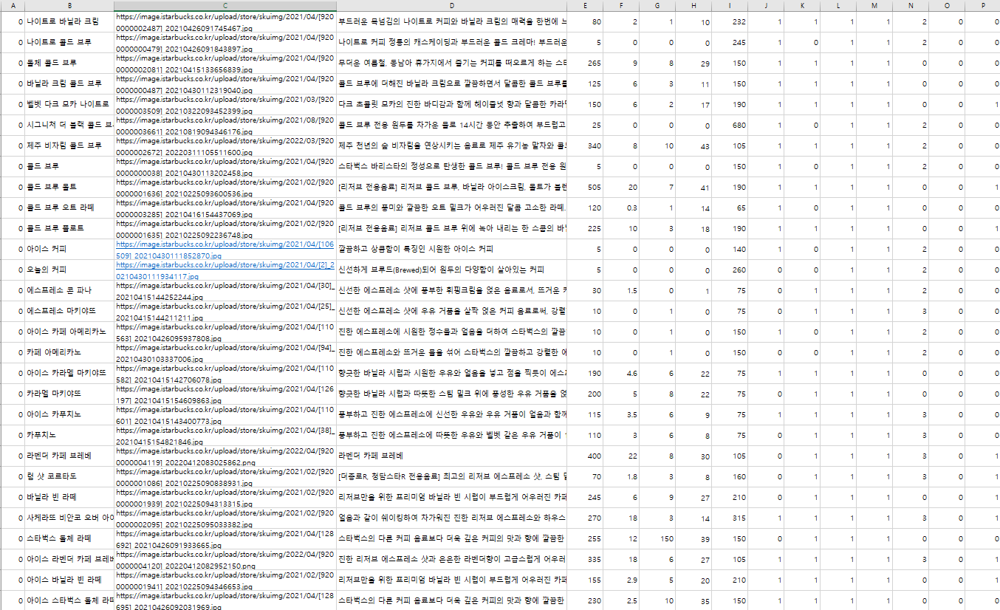 A B C D E F G H I J K L M N O P
0 나이트로 바닐라 크림 https://image.istarbucks.co.kr/upload/store/skuimg/2021/04/[920 부드러운 목넘김의 나이트로 커피와 바닐라 크림의 매력을 한번에 80 2 1 10 232 1 1 1 1 2 0 0
0000002487]_20210426091745467.jpg
0 나이트로 콜드 브루 https://image.istarbucks.co.kr/upload/store/skuimg/2021/04/[920 나이트로 커피 정통의 캐스케이딩과 부드러운 콜드 크레마! 부드러운 5 0 0 0 245 1 0 1 1 2 0 0
0000000479]_20210426091843897.jpg
0 돌체 콜드 브루 https://image.istarbucks.co.kr/upload/store/skuimg/2021/04/[920 무더운 여름철, 동남아 휴가지에서 즐기는 커피를 떠오르게 하는 265 9 8 29 150 1 1 1 1 2 0 0
0000002081]_20210415133656839.jpg
0 바닐라 크림 콜드 브루 https://image.istarbucks.co.kr/upload/store/skuimg/2021/04/[920 콜드 브루에 더해진 바닐라 크림으로 깔끔하면서 달콤한 콜드 브루를 125 6 3 11 150 1 1 1 1 2 0 0
0000000487]_20210430112319040.jpg
0 벨벳 다크 모카 나이트로 https://image.istarbucks.co.kr/upload/store/skuimg/2021/03/[920 다크 초콜릿 모카의 진한 바디감과 함께 헤이즐넛 향과 달콤한 150 6 2 17 190 1 1 1 1 2 0 1
0000003509]_20210322093452399.jpg
0 시그니처 더 블랙 콜드 https://image.istarbucks.co.kr/upload/store/skuimg/2021/08/[920 콜드 브루 전용 원두를 차가운 물로 14시간 동안 추출하여 부드럽고 25 0 0 0 680 1 0 1 1 2 0 0
0000003661]_20210819094346176.jpg
0 제주 비자림 콜드 브루 https://image.istarbucks.co.kr/upload/store/skuimg/2022/03/[920 제주 천년의 숲 비자림을 연상시키는 음료로 제주 유기농 말차와 340 8 10 43 105 1 1 1 1 2 0 0
0000002672]_20220311105511600.jpg
0 콜드 브루 https://image.istarbucks.co.kr/upload/store/skuimg/2021/04/[920 스타벅스 바리스타의 정성으로 탄생한 콜드 브루! 콜드 브루 전용 원 5 0 0 0 150 1 0 1 1 2 0 0
0000000038]_20210430113202458.jpg
0 콜드 브루 몰트 https://image.istarbucks.co.kr/upload/store/skuimg/2021/02/[920 [리저브 전용음료] 리저브 콜드 브루, 바닐라 아이스크림, 몰트가 505 20 7 41 190 1 1 1 1 0 0 1
0000001636]_20210225093600536.jpg
0 콜드 브루 오트 라떼 https://image.istarbucks.co.kr/upload/store/skuimg/2021/04/[920 콜드 브루의 풍미와 깔끔한 오트 밀크가 어우러진 달콤 고소한 라떼. 120 0.3 1 14 65 1 0 1 1 2 0 0
0000003285]_20210416154437069.jpg
0 콜드 브루 플로트 https://image.istarbucks.co.kr/upload/store/skuimg/2021/02/[920 [리저브 전용음료] 리저브 콜드 브루 위에 녹아 내리는 한 스쿱의 225 10 3 18 190 1 1 1 1 0 0 1
0000001635]_20210225092236748.jpg
0 아이스 커피 https://image.istarbucks.co.kr/upload/store/skuimg/2021/04/[106 깔끔하고 상큼함이 특징인 시원한 아이스 커피 5 0 0 0 140 1 0 1 1 2 0 0
509]_20210430111852870.jpg
0 오늘의 커피 https://image.istarbucks.co.kr/upload/store/skuimg/2021/04/[2]_2 신선하게 브루드(Brewed)되어 원두의 다양함이 살아있는 커피 5 0 0 0 260 0 0 1 1 2 0 0
0210430111934117.jpg
0 에스프레소 콘 파나 https://image.istarbucks.co.kr/upload/store/skuimg/2021/04/[30]_ 신선한 에스프레소 샷에 풍부한 휘핑크림을 얹은 음료로서, 뜨거운 30 1.5 0 1 75 0 1 1 1 2 0 0
20210415144252244.jpg
0 에스프레소 마키야또 https://image.istarbucks.co.kr/upload/store/skuimg/2021/04/[25]_ 신선한 에스프레소 샷에 우유 거품을 살짝 얹은 커피 음료로써, 강렬 10 0 1 0 75 0 1 1 1 3 0 0
20210415144211211.jpg
0 아이스 카페 아메리카노 https://image.istarbucks.co.kr/upload/store/skuimg/2021/04/[110 진한 에스프레소에 시원한 정수물과 얼음을 더하여 스타벅스의 깔끔 10 0 1 0 150 1 0 1 1 2 0 0
563]_20210426095937808.jpg
0 카페 아메리카노 https://image.istarbucks.co.kr/upload/store/skuimg/2021/04/[94]_ 진한 에스프레소와 뜨거운 물을 섞어 스타벅스의 깔끔하고 강렬한 10 0 1 0 150 0 0 1 1 2 0 0
20210430103337006.jpg
0 아이스 카라멜 마키야또 https://image.istarbucks.co.kr/upload/store/skuimg/2021/04/[110 향긋한 바닐라 시럽과 시원한 우유와 얼음을 넣고 점을 찍듯이 190 4.6 6 22 75 1 1 1 1 3 0 0
582]_20210415142706078.jpg
0 카라멜 마키야또 https://image.istarbucks.co.kr/upload/store/skuimg/2021/04/[126 향긋한 바닐라 시럽과 따뜻한 스팀 밀크 위에 풍성한 우유 거품을 200 5 8 22 75 0 1 1 1 3 0 0
197]_20210415154609863.jpg
0 아이스 카푸치노 https://image.istarbucks.co.kr/upload/store/skuimg/2021/04/[110 풍부하고 진한 에스프레소에 신선한 우유와 우유 거품이 얼음과 함께 115 3.5 6 9 75 1 1 1 1 3 0 0
601]_20210415143400773.jpg
0 카푸치노 https://image.istarbucks.co.kr/upload/store/skuimg/2021/04/[38]_ 풍부하고 진한 에스프레소에 따뜻한 우유와 벨벳 같은 우유 거품이 110 3 6 8 75 0 1 1 1 3 0 0
20210415154821846.jpg
0 라벤더 카페 브레베 https://image.istarbucks.co.kr/upload/store/skuimg/2022/04/[920 라벤더 카페 브레베 400 22 8 30 105 0 1 1 1 3 0 1
0000004119]_20220412083025862.png
0 럼 샷 코르타도 https://image.istarbucks.co.kr/upload/store/skuimg/2021/02/[920 [더종로R, 청담스타R 전용음료] 최고의 리저브 에스프레소 샷, 스팀 70 1.8 3 8 160 0 1 1 1 3 0 1
0000001086]_20210225090838931.jpg
0 바닐라 빈 라떼 https://image.istarbucks.co.kr/upload/store/skuimg/2021/02/[920 리저브만을 위한 프리미엄 바닐라 빈 시럽이 부드럽게 어우러진 카페 245 6 9 27 210 0 1 1 1 0 0 1
0000001939]_20210225094313315.jpg
0 사케라또 비안코 오버 https://image.istarbucks.co.kr/upload/store/skuimg/2021/02/[920 얼음과 같이 쉐이킹하여 차가워진 진한 리저브 에스프레소와 하우스 270 18 3 14 315 1 1 1 1 3 0 1
0000002095]_20210225095033382.jpg
0 스타벅스 돌체 라떼 https://image.istarbucks.co.kr/upload/store/skuimg/2021/04/[128 스타벅스의 다른 커피 음료보다 더욱 깊은 커피의 맛과 향에 깔끔한 255 12 150 39 150 0 1 1 1 0 0 0
692]_20210426091933665.jpg
0 아이스 라벤더 카페 https://image.istarbucks.co.kr/upload/store/skuimg/2022/04/[920 진한 리저브 에스프레소 샷과 은은한 라벤더향이 고급스럽게 335 18 6 27 105 1 1 1 1 3 0 1
0000004120]_20220412082952150.png
0 아이스 바닐라 빈 라떼 https://image.istarbucks.co.kr/upload/store/skuimg/2021/02/[920 리저브만을 위한 프리미엄 바닐라 빈 시럽이 부드럽게 어우러진 카페 155 2.9 5 20 210 1 1 1 1 0 0 1
0000001941]_20210225094346653.jpg
0 아이스 스타벅스 돌체 https://image.istarbucks.co.kr/upload/store/skuimg/2021/04/[128 스타벅스의 다른 커피 음료보다 더욱 깊은 커피의 맛과 향에 깔끔한 230 2.5 10 35 150 1 1 1 1 0 0 0
695]_20210426092031969.jpg